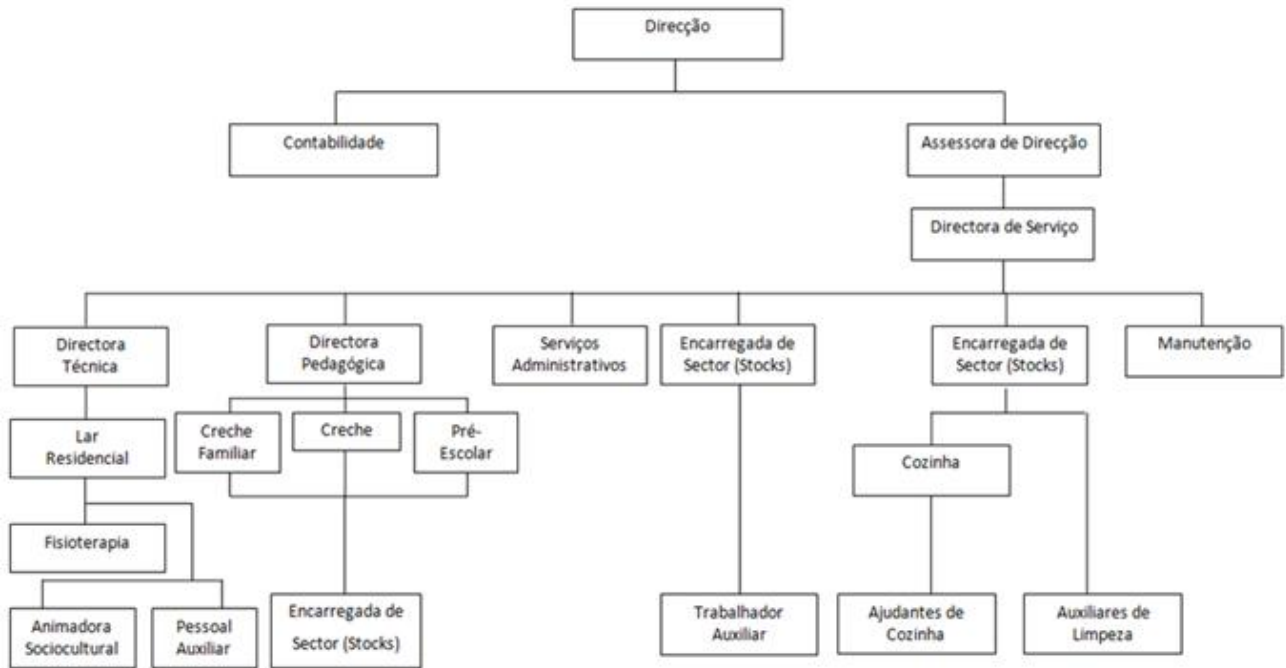 Direcção
Contabilidade
Assessora de Direcção
Directora de Serviço
Directora
Técnica
Directora
Pedagógica
Serviços
Administrativos
Encarregada de
Sector (Stocks)
Encarregada de
Sector (Stocks)
Manutenção
Lar
Residencial
Creche
Familiar
Creche
Pré-
Escolar
Cozinha
Fisioterapia
Animadora
Sociocultural
Pessoal
Auxiliar
Encarregada de
Sector (Stocks)
Trabalhador
Auxiliar
Ajudantes de
Cozinha
Auxiliares de
Limpeza